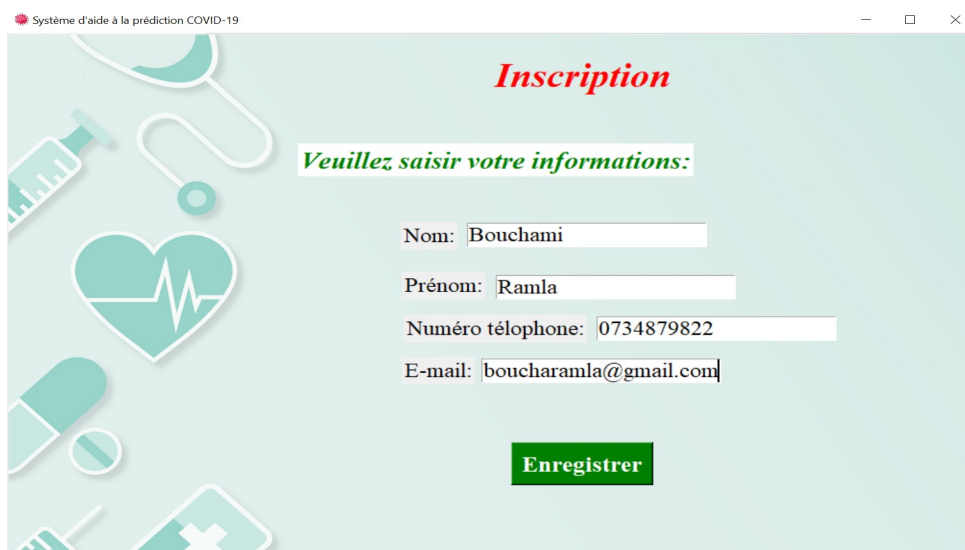 Système d'aide à la prédiction COVID-19
Inscription
Veuillez saisir votre informations:
Nom: Bouchami
Prénom: Ramla
Numéro télophone: 0734879822
E-mail: boucharamla@gmail.com
Enregistrer